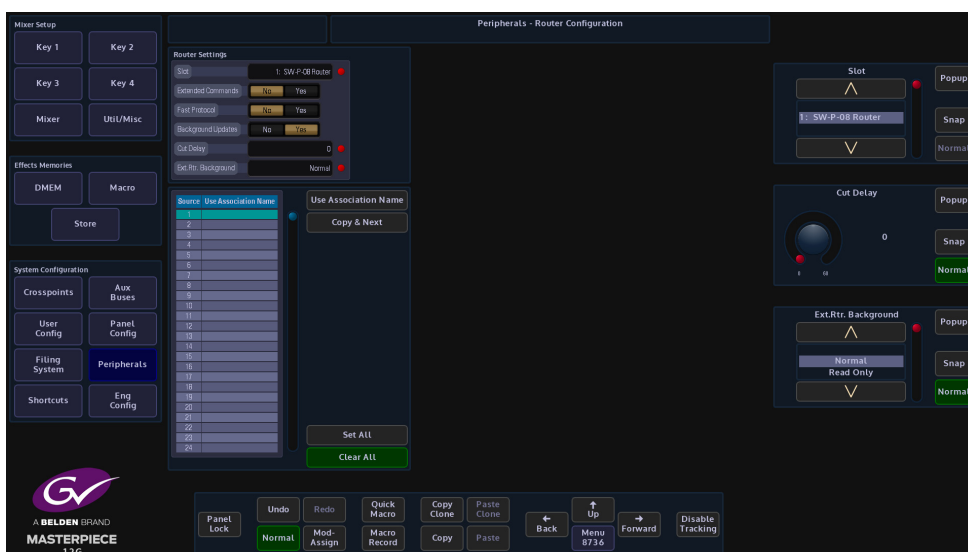 Mixer Setup
Key 1
Key 2
Key 3
Key 4
Mixer
Util/Misc
Effects Memories
DMEM
Macro
Store
System Configuration
Crosspoints
Aux
Buses
User
Config
Panel
Config
Filing
System
Peripherals
Shortcuts
Eng
Config
GV
A BELDEN BRAND
MASTERPIECE
12G
Peripherals - Router Configuration
Router Settings
Slot 1: SW-P-08 Router
Extended Commands No Yes
Fast Protocol No Yes
Background Updates No Yes
Cut Delay 0
Ext.Rtr. Background Normal
Source Use Association Name
1
2
3
4
5
6
7
8
9
10
11
12
13
14
15
16
17
18
19
20
21
22
23
24
Use Association Name
Copy & Next
Set All
Clear All
Slot
1: SW-P-08 Router
Popup
Snap
Normal
Cut Delay
0
0 60
Popup
Snap
Normal
Ext.Rtr. Background
Normal
Read Only
Popup
Snap
Normal
Panel
Lock
Undo
Redo
Normal
Mod-
Assign
Quick
Macro
Macro
Record
Copy
Clone
Paste
Clone
Copy
Paste
Back
Up
Menu
8736
Forward
Disable
Tracking